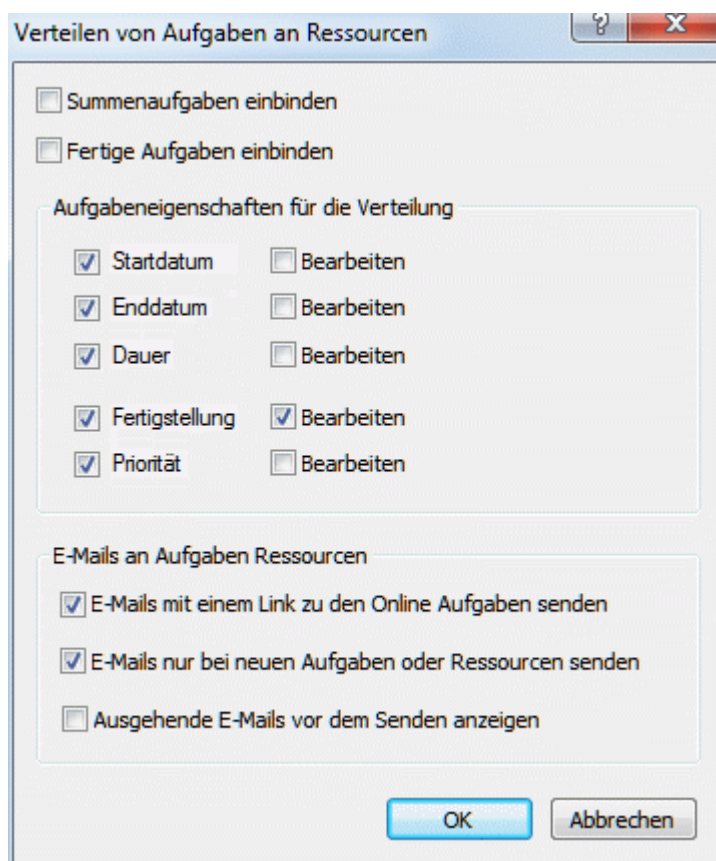 Verteilen von Aufgaben an Ressourcen
?
Summenaufgaben einbinden
Fertige Aufgaben einbinden
Aufgabeneigenschaften für die Verteilung
Startdatum Bearbeiten
Enddatum Bearbeiten
Dauer Bearbeiten
Fertigstellung Bearbeiten
Priorität Bearbeiten
E-Mails an Aufgaben Ressourcen
E-Mails mit einem Link zu den Online Aufgaben senden
E-Mails nur bei neuen Aufgaben oder Ressourcen senden
Ausgehende E-Mails vor dem Senden anzeigen
OK Abbrechen